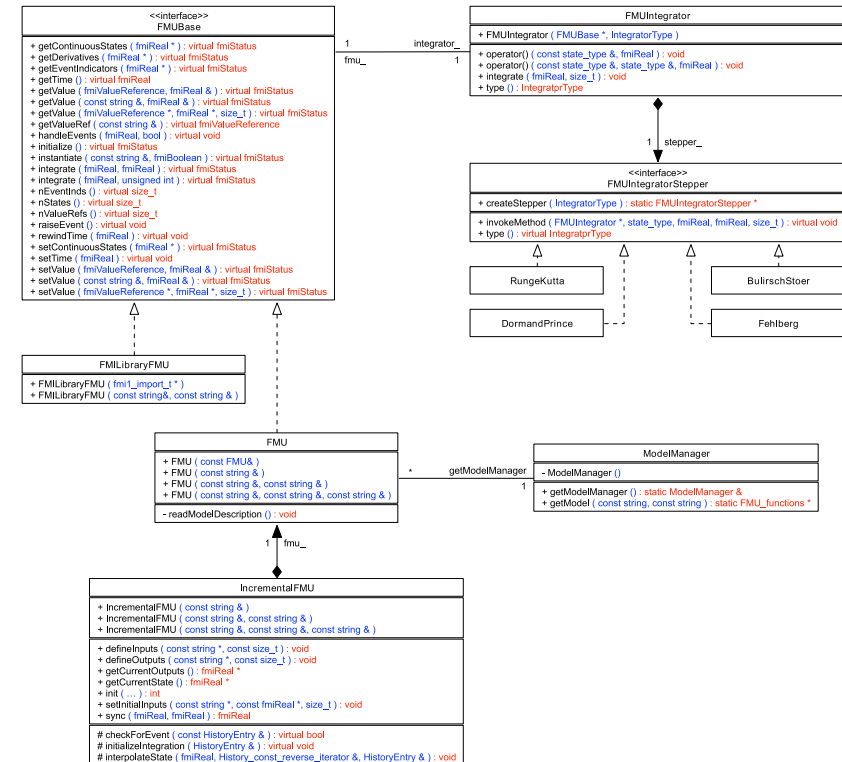 <<interface>>
FMUBase
+ getContinuousStates ( fmiReal * ) : virtual fmiStatus
+ getDerivatives ( fmiReal * ) : virtual fmiStatus
+ getEventIndicators ( fmiReal * ) : virtual fmiStatus
+ getTime () : virtual fmiReal
+ getValue ( fmiValueReference, fmiReal & ) : virtual fmiStatus
+ getValue ( const string &, fmiReal & ) : virtual fmiStatus
+ getValue ( fmiValueReference *, fmiReal *, size_t ) : virtual fmiStatus
+ getValueRef ( const string & ) : virtual fmiValueReference
+ handleEvents ( fmiReal, bool ) : virtual void
+ initialize () : virtual fmiStatus
+ instantiate ( const string &, fmiBoolean ) : virtual fmiStatus
+ integrate ( fmiReal, fmiReal ) : virtual fmiStatus
+ integrate ( fmiReal, unsigned int ) : virtual fmiStatus
+ nEventInds () : virtual size_t
+ nStates () : virtual size_t
+ nValueRefs () : virtual size_t
+ raiseEvent () : virtual void
+ rewindTime ( fmiReal ) : virtual void
+ setContinuousStates ( fmiReal * ) : virtual fmiStatus
+ setTime ( fmiReal ) : virtual void
+ setValue ( fmiValueReference, fmiReal & ) : virtual fmiStatus
+ setValue ( const string &, fmiReal & ) : virtual fmiStatus
+ setValue ( fmiValueReference *, fmiReal *, size_t ) : virtual fmiStatus
1 integrator_
fmu_ 1
FMUIntegrator
+ FMUIntegrator ( FMUBase *, IntegratorType )
+ operator() ( const state_type &, fmiReal ) : void
+ operator() ( const state_type &, state_type &, fmiReal ) : void
+ integrate ( fmiReal, size_t ) : void
+ type () : IntegratprType
1 stepper_
<<interface>>
FMUIntegratorStepper
+ createStepper ( IntegratorType ) : static FMUIntegratorStepper *
+ invokeMethod ( FMUIntegrator *, state_type, fmiReal, fmiReal, size_t ) : virtual void
+ type () : virtual IntegratprType
RungeKutta
BulirschStoer
DormandPrince
Fehlberg
FMILibraryFMU
+ FMILibraryFMU ( fmi1_import_t * )
+ FMILibraryFMU ( const string&, const string & )
FMU
+ FMU ( const FMU& )
+ FMU ( const string & )
+ FMU ( const string &, const string & )
+ FMU ( const string &, const string &, const string & )
- readModelDescription () : void
* getModelManager
1
ModelManager
- ModelManager ()
+ getModelManager () : static ModelManager &
+ getModel ( const string, const string ) : static FMU_functions *
1 fmu_
IncrementalFMU
+ IncrementalFMU ( const string & )
+ IncrementalFMU ( const string &, const string & )
+ IncrementalFMU ( const string &, const string &, const string & )
+ defineInputs ( const string *, const size_t ) : void
+ defineOutputs ( const string *, const size_t ) : void
+ getCurrentOutputs () : fmiReal *
+ getCurrentState () : fmiReal *
+ init ( ... ) : int
+ setInitialInputs ( const string *, const fmiReal *, size_t ) : void
+ sync ( fmiReal, fmiReal ) : fmiReal
# checkForEvent ( const HistoryEntry & ) : virtual bool
# initializeIntegration ( HistoryEntry & ) : virtual void
# interpolateState ( fmiReal, History_const_reverse_iterator &, HistoryEntry & ) : void